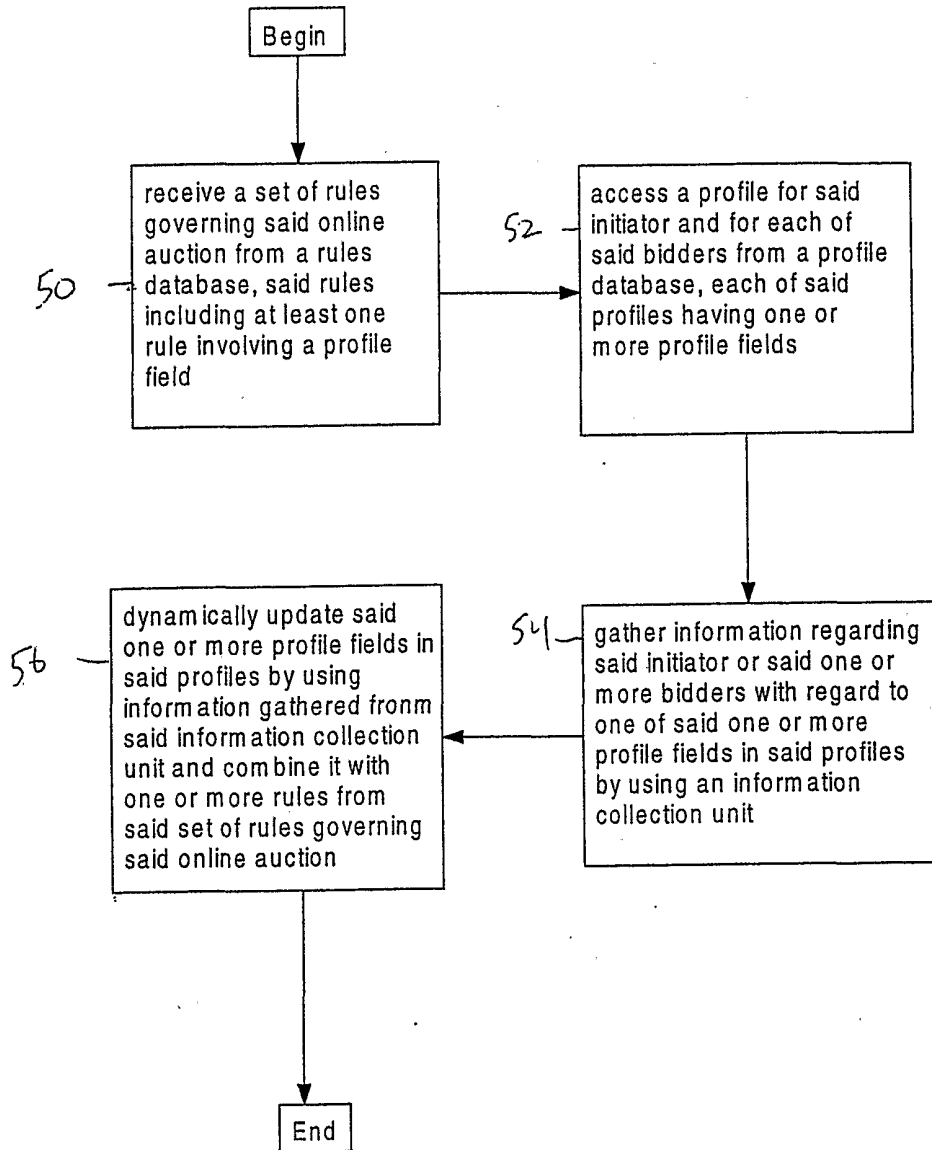 Begin
50
receive a set of rules
governing said online
auction from a rules
database, said rules
including at least one
rule involving a profile
field
52
access a profile for said
initiator and for each of
said bidders from a profile
database, each of said
profiles having one or
more profile fields
54
gather information regarding
said initiator or said one or
more bidders with regard to
one of said one or more
profile fields in said profiles
by using an information
collection unit
56
dynamically update said
one or more profile fields in
said profiles by using
information gathered fronm
said information collection
unit and combine it with
one or more rules from
said set of rules governing
said online auction
End